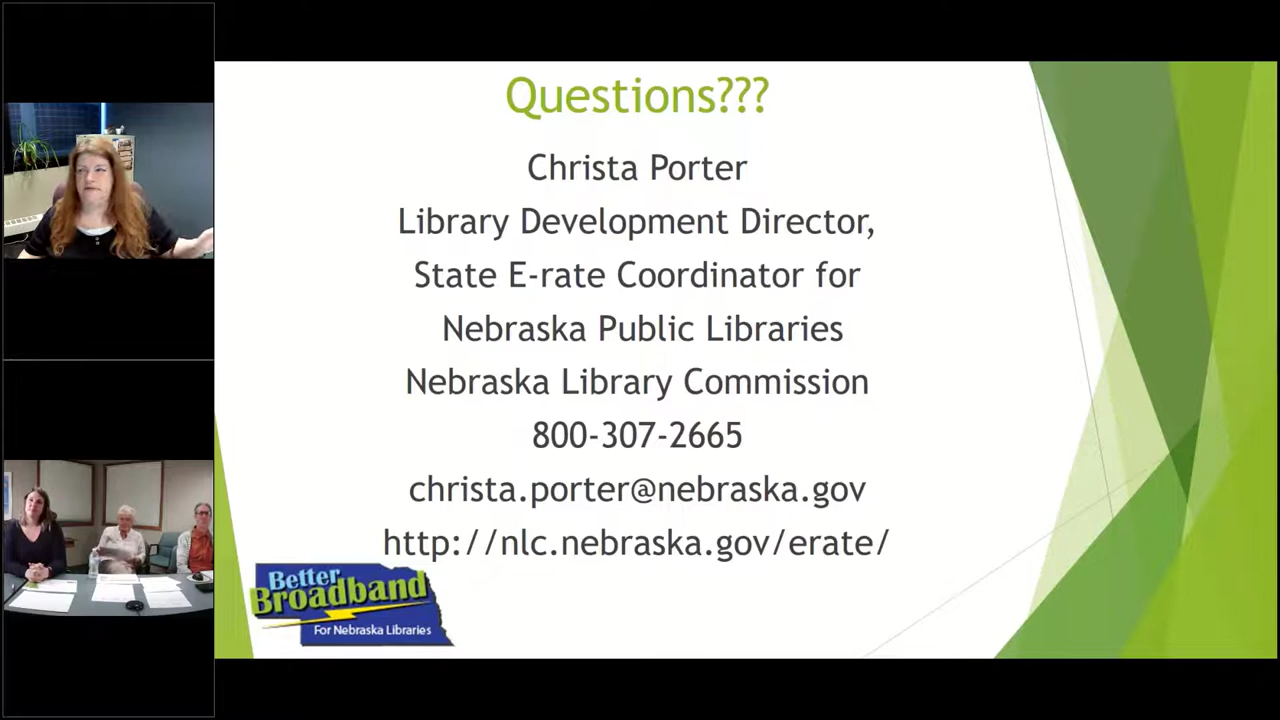 Questions???
Christa Porter
Library Development Director,
State E-rate Coordinator for
Nebraska Public Libraries
Nebraska Library Commission
800-307-2665
christa.porter@nebraska.gov
http://nlc.nebraska.gov/erate/
Better
Broadband
For Nebraska Libraries